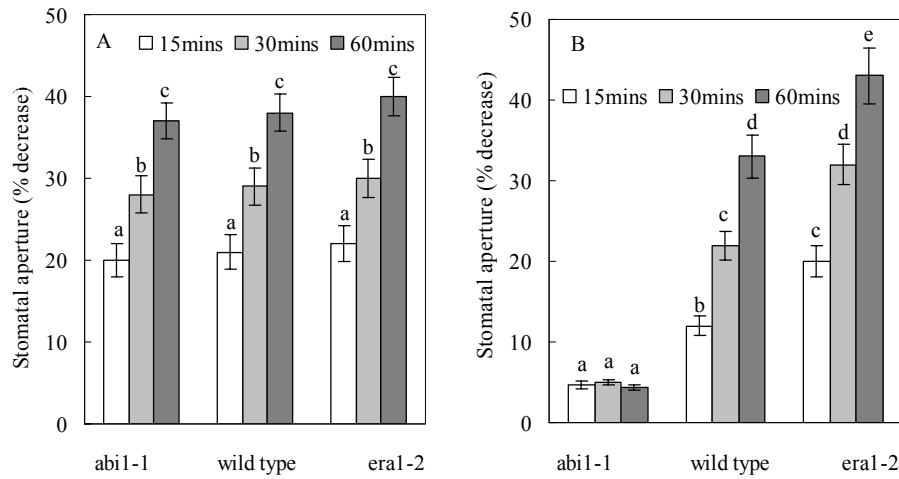 A
15mins 30mins 60mins
Stomatal aperture (% decrease)
50
40
30
20
10
0
a b c
a b c
a b c
abi1-1 wild type era1-2
B
15mins 30mins 60mins
Stomatal aperture (% decrease)
50
40
30
20
10
0
a a a
b c d
c d e
abi1-1 wild type era1-2